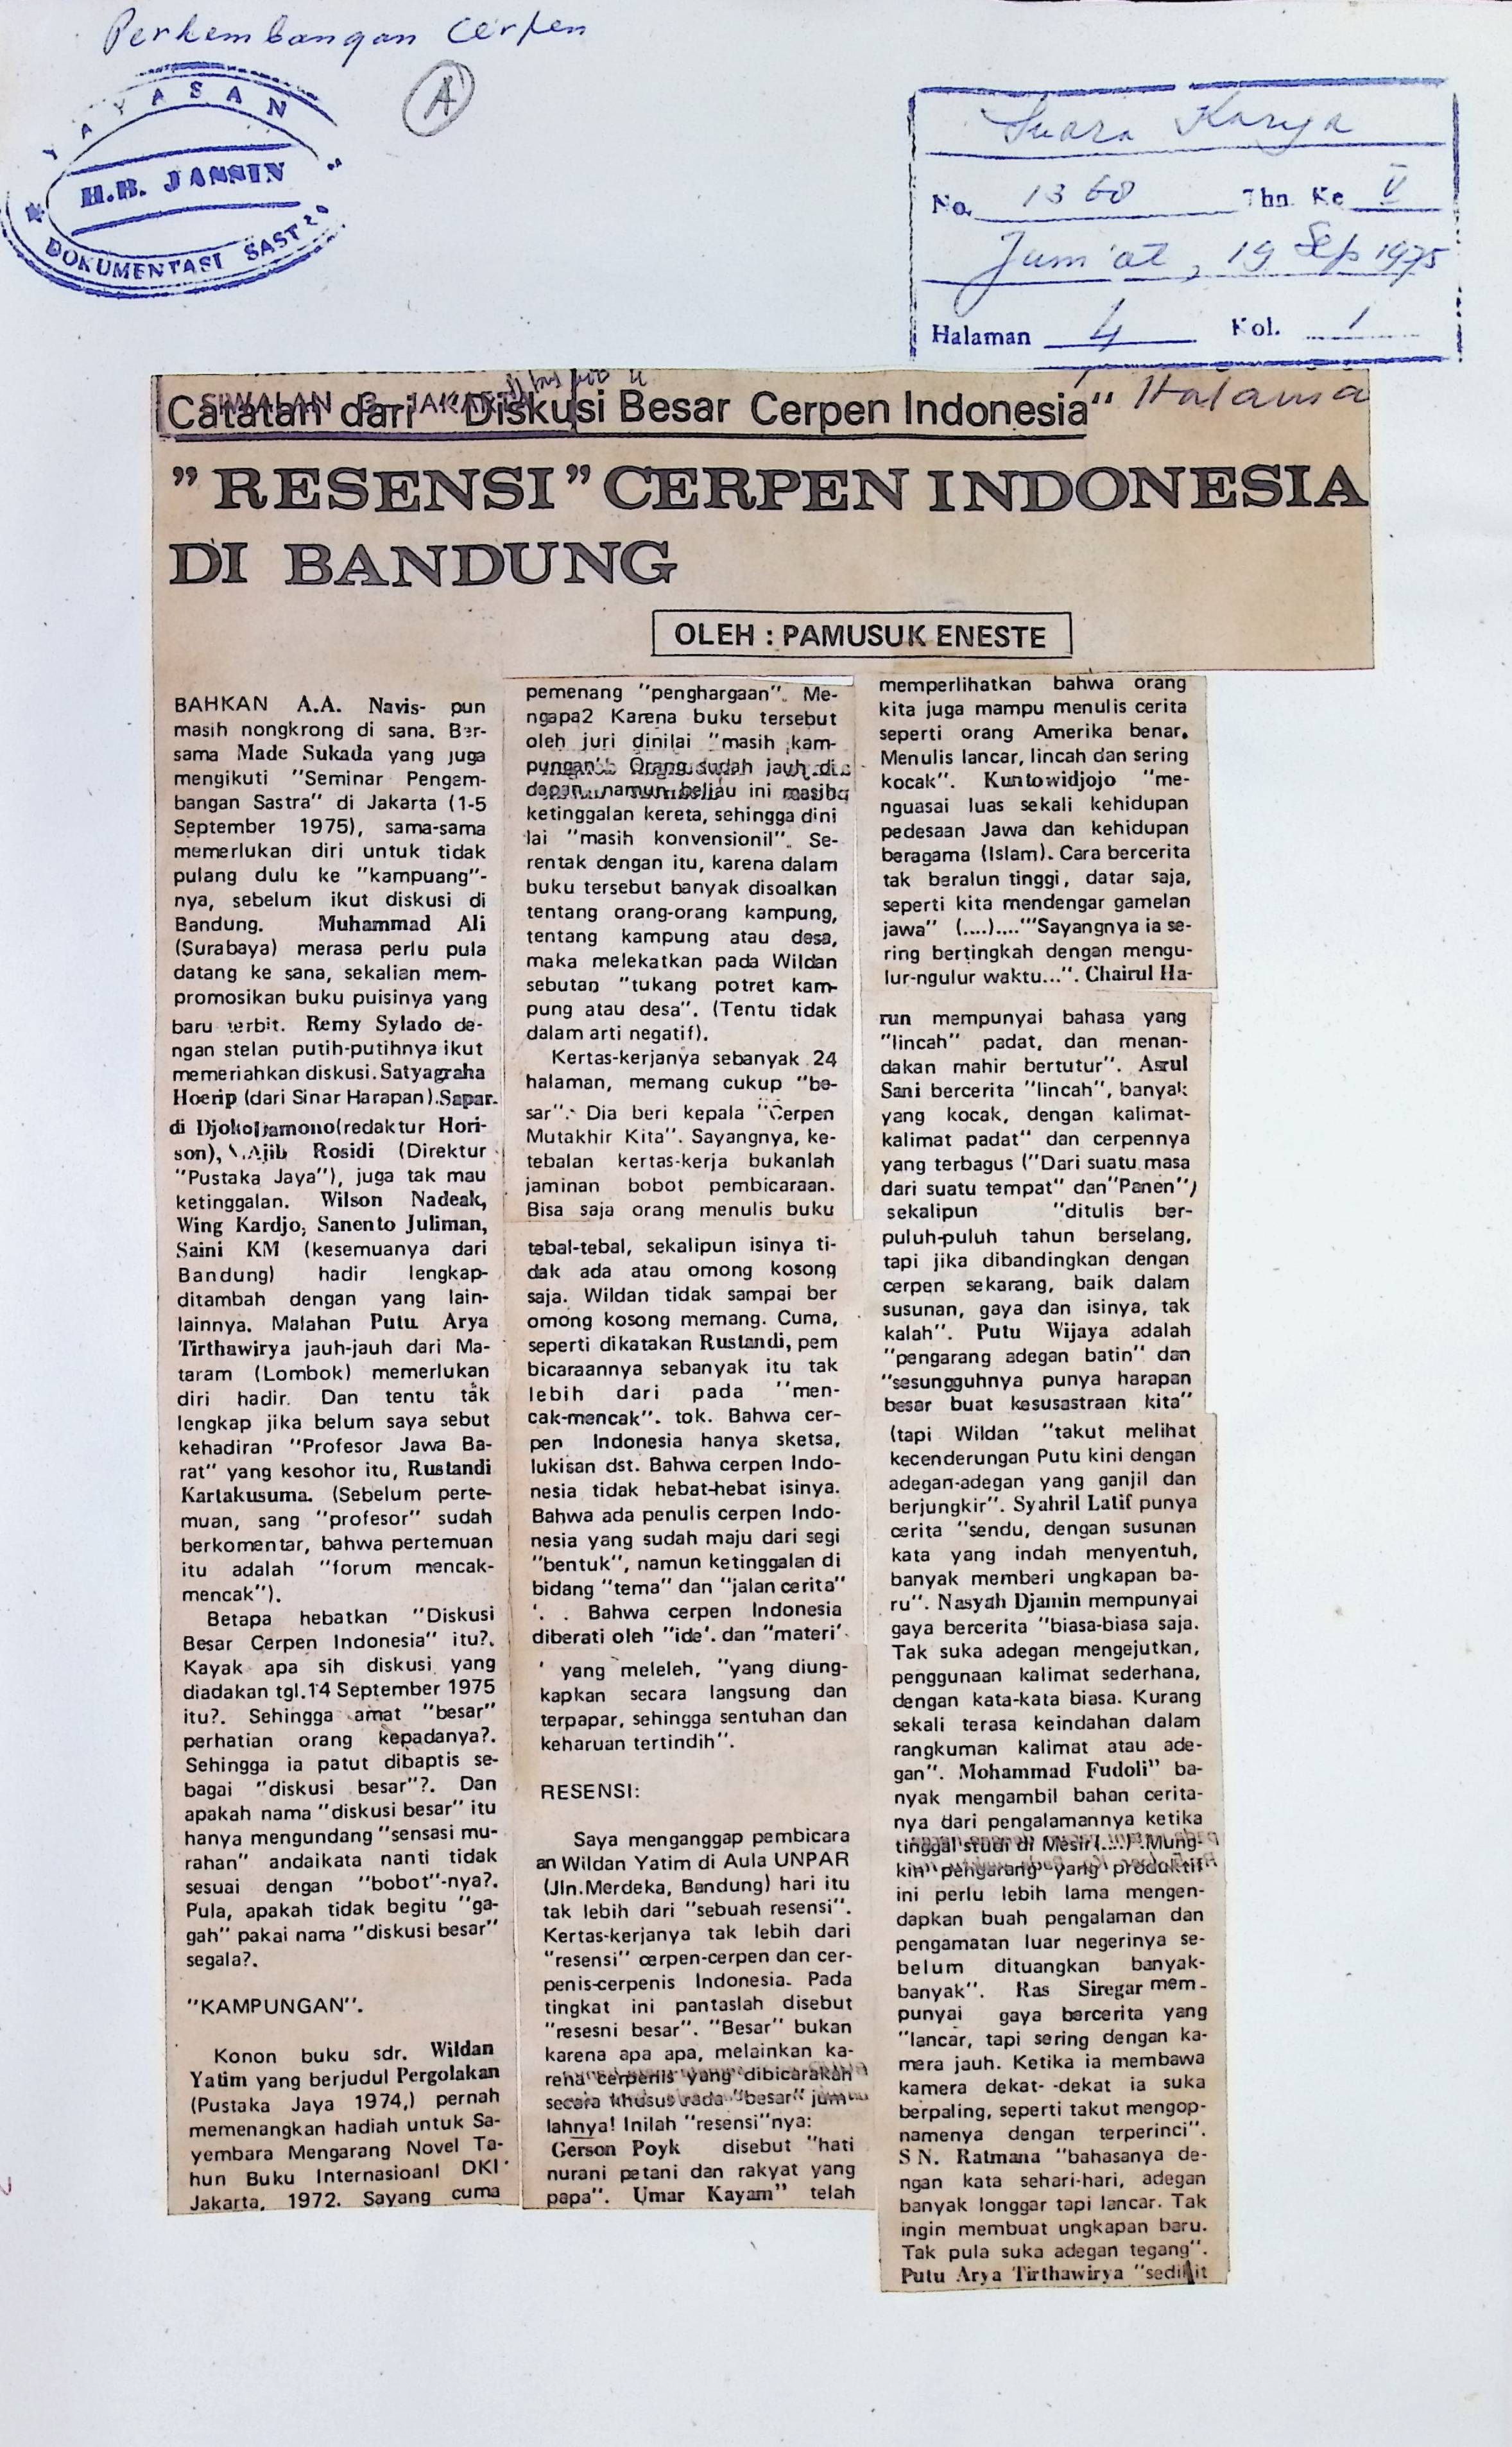 Perkembangan Cerpen
A
YAYASAN
H.B. JASSIN
DOKUMENTASI SASTRA
Suara Karya
No. 1360 Thn. Ke V
Jum'at, 19 Sep 1975
Halaman 4 Kol. 1
Catatan dari "Diskusi Besar Cerpen Indonesia"
"RESENSI" CERPEN INDONESIA
DI BANDUNG
OLEH : PAMUSUK ENESTE
BAHKAN A.A. Navis- pun
masih nongkrong di sana. Ber-
sama Made Sukada yang juga
mengikuti "Seminar Pengem-
bangan Sastra" di Jakarta (1-5
September 1975), sama-sama
memerlukan diri untuk tidak
pulang dulu ke "kampuang"-
nya, sebelum ikut diskusi di
Bandung. Muhammad Ali
(Surabaya) merasa perlu pula
datang ke sana, sekalian mem-
promosikan buku puisinya yang
baru terbit. Remy Sylado de-
ngan stelan putih-putihnya ikut
memeriahkan diskusi. Satyagraha
Hoerip (dari Sinar Harapan). Sapar-
di Djoko Damono (redaktur Hori-
son), Ajib Rosidi (Direktur
"Pustaka Jaya"), juga tak mau
ketinggalan. Wilson Nadeak,
Wing Kardjo, Sanento Juliman,
Saini KM (kesemuanya dari
Bandung) hadir lengkap-
ditambah dengan yang lain-
lainnya. Malahan Putu Arya
Tirthawirya jauh-jauh dari Ma-
taram (Lombok) memerlukan
diri hadir. Dan tentu tak
lengkap jika belum saya sebut
kehadiran "Profesor Jawa Ba-
rat" yang kesohor itu, Rustandi
Kartakusuma. (Sebelum perte-
muan, sang "profesor" sudah
berkomentar, bahwa pertemuan
itu adalah "forum mencak-
mencak").
Betapa hebatkan "Diskusi
Besar Cerpen Indonesia" itu?.
Kayak apa sih diskusi yang
diadakan tgl.14 September 1975
itu?. Sehingga amat "besar"
perhatian orang kepadanya?.
Sehingga ia patut dibaptis se-
bagai "diskusi besar"?. Dan
apakah nama "diskusi besar" itu
hanya mengundang "sensasi mu-
rahan" andaikata nanti tidak
sesuai dengan "bobot"-nya?.
Pula, apakah tidak begitu "ga-
gah" pakai nama "diskusi besar"
segala?.
"KAMPUNGAN".
Konon buku sdr. Wildan
Yatim yang berjudul Pergolakan
(Pustaka Jaya 1974,) pernah
memenangkan hadiah untuk Sa-
yembara Mengarang Novel Ta-
hun Buku Internasioanl DKI
Jakarta, 1972. Sayang cuma
pemenang "penghargaan". Me-
ngapa2 Karena buku tersebut
oleh juri dinilai "masih kam-
pungan". Orang sudah jauh di
depan, namun beliau ini masih
ketinggalan kereta, sehingga dini
lai "masih konvensionil". Se-
rentak dengan itu, karena dalam
buku tersebut banyak disoalkan
tentang orang-orang kampung,
tentang kampung atau desa,
maka melekatkan pada Wildan
sebutan "tukang potret kam-
pung atau desa". (Tentu tidak
dalam arti negatif).
Kertas-kerjanya sebanyak 24
halaman, memang cukup "be-
sar". Dia beri kepala "Cerpen
Mutakhir Kita". Sayangnya, ke-
tebalan kertas-kerja bukanlah
jaminan bobot pembicaraan.
Bisa saja orang menulis buku
tebal-tebal, sekalipun isinya ti-
dak ada atau omong kosong
saja. Wildan tidak sampai ber
omong kosong memang. Cuma,
seperti dikatakan Rustandi, pem
bicaraannya sebanyak itu tak
lebih dari pada "men-
cak-mencak". tok. Bahwa cer-
pen Indonesia hanya sketsa,
lukisan dst. Bahwa cerpen Indo-
nesia tidak hebat-hebat isinya.
Bahwa ada penulis cerpen Indo-
nesia yang sudah maju dari segi
"bentuk", namun ketinggalan di
bidang "tema" dan "jalan cerita"
'. . Bahwa cerpen Indonesia
diberati oleh "ide'. dan "materi'
' yang meleleh, "yang diung-
kapkan secara langsung dan
terpapar, sehingga sentuhan dan
keharuan tertindih".
RESENSI:
Saya menganggap pembicara
an Wildan Yatim di Aula UNPAR
(Jln.Merdeka, Bandung) hari itu
tak lebih dari "sebuah resensi".
Kertas-kerjanya tak lebih dari
"resensi" cerpen-cerpen dan cer-
penis-cerpenis Indonesia. Pada
tingkat ini pantaslah disebut
"resesni besar". "Besar" bukan
karena apa apa, melainkan ka-
rena cerpenis yang dibicarakan
secara khusus rada "besar" jum
lahnya! Inilah "resensi"nya:
Gerson Poyk disebut "hati
nurani petani dan rakyat yang
papa". Umar Kayam" telah
memperlihatkan bahwa orang
kita juga mampu menulis cerita
seperti orang Amerika benar.
Menulis lancar, lincah dan sering
kocak". Kuntowidjojo "me-
nguasai luas sekali kehidupan
pedesaan Jawa dan kehidupan
beragama (Islam). Cara bercerita
tak beralun tinggi, datar saja,
seperti kita mendengar gamelan
jawa" (....)...."'Sayangnya ia se-
ring bertingkah dengan mengu-
lur-ngulur waktu...". Chairul Ha-
run mempunyai bahasa yang
"lincah" padat, dan menan-
dakan mahir bertutur". Asrul
Sani bercerita "lincah", banyak
yang kocak, dengan kalimat-
kalimat padat" dan cerpennya
yang terbagus ("Dari suatu masa
dari suatu tempat" dan"Panen")
sekalipun "ditulis ber-
puluh-puluh tahun berselang,
tapi jika dibandingkan dengan
cerpen sekarang, baik dalam
susunan, gaya dan isinya, tak
kalah". Putu Wijaya adalah
"pengarang adegan batin" dan
"sesungguhnya punya harapan
besar buat kesusastraan kita"
(tapi Wildan "takut melihat
kecenderungan Putu kini dengan
adegan-adegan yang ganjil dan
berjungkir". Syahril Latif punya
cerita "sendu, dengan susunan
kata yang indah menyentuh,
banyak memberi ungkapan ba-
ru". Nasyah Djamin mempunyai
gaya bercerita "biasa-biasa saja.
Tak suka adegan mengejutkan,
penggunaan kalimat sederhana,
dengan kata-kata biasa. Kurang
sekali terasa keindahan dalam
rangkuman kalimat atau ade-
gan". Mohammad Fudoli" ba-
nyak mengambil bahan cerita-
nya dari pengalamannya ketika
tinggal studi di Mesir (....) .Mung-
kin pengarang yang produktif
ini perlu lebih lama mengen-
dapkan buah pengalaman dan
pengamatan luar negerinya se-
belum dituangkan banyak-
banyak". Ras Siregar mem-
punyai gaya bercerita yang
"lancar, tapi sering dengan ka-
mera jauh. Ketika ia membawa
kamera dekat- -dekat ia suka
berpaling, seperti takut mengop-
namenya dengan terperinci".
S N. Ratmana "bahasanya de-
ngan kata sehari-hari, adegan
banyak longgar tapi lancar. Tak
ingin membuat ungkapan baru.
Tak pula suka adegan tegang".
Putu Arya Tirthawirya "sedikit